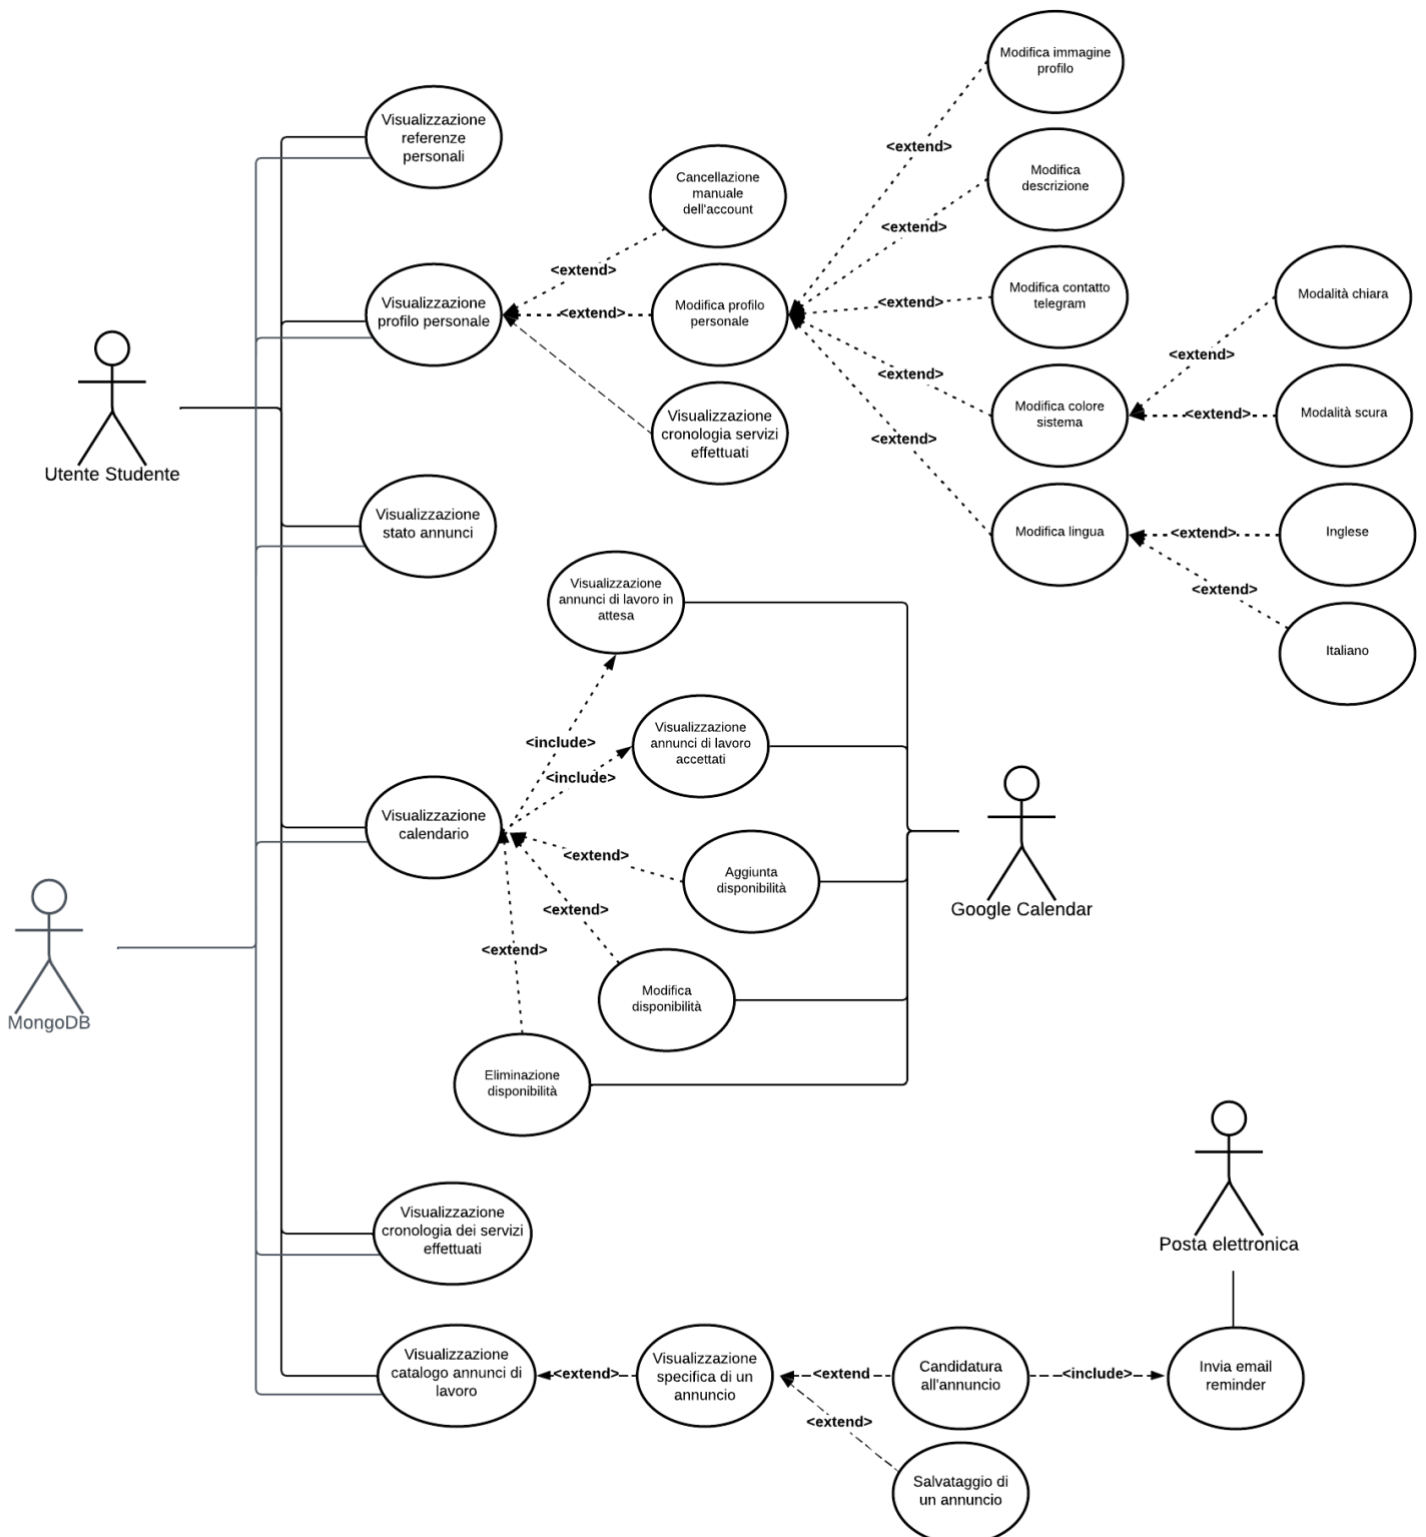 Modifica immagine
profilo
Visualizzazione
referenze
personali
<extend>
Modifica
descrizione
Cancellazione
manuale
dell'account
<extend>
<extend>
Visualizzazione
profilo personale
<extend>
Modifica profilo
personale
<extend>
Modifica contatto
telegram
Modalità chiara
<extend>
<extend>
Modifica colore
sistema
<extend>
Modalità scura
Visualizzazione
cronologia servizi
effettuati
<extend>
Utente Studente
Visualizzazione
stato annunci
Modifica lingua
<extend>
Inglese
<extend>
Italiano
Visualizzazione
annunci di lavoro in
attesa
<include>
Visualizzazione
annunci di lavoro
accettati
<include>
Visualizzazione
calendario
<extend>
Aggiunta
disponibilità
Google Calendar
<extend>
<extend>
Modifica
disponibilità
MongoDB
Eliminazione
disponibilità
Visualizzazione
cronologia dei servizi
effettuati
Posta elettronica
Visualizzazione
catalogo annunci di
lavoro
<extend>
Visualizzazione
specifica di un
annuncio
<extend
Candidatura
all'annuncio
<include>
Invia email
reminder
<extend>
Salvataggio di
un annuncio